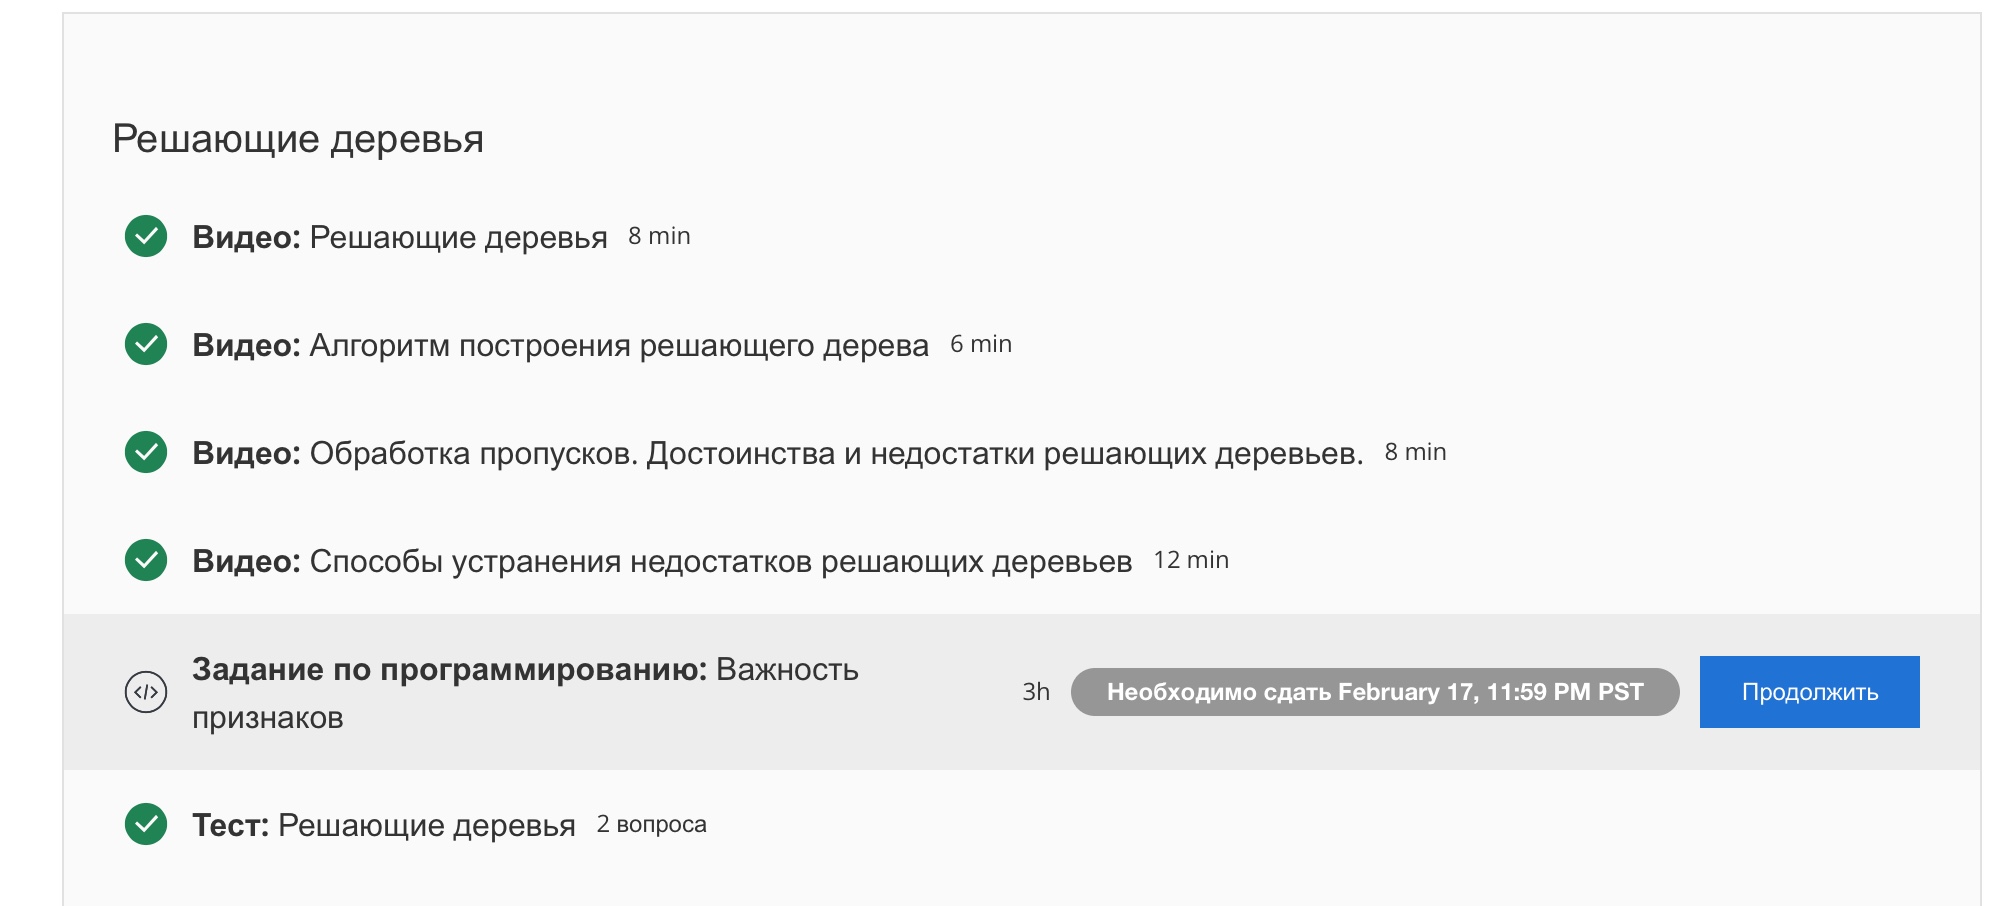 Решающие деревья
Видео: Решающие деревья 8 min
Видео: Алгоритм построения решающего дерева 6 min
Видео: Обработка пропусков. Достоинства и недостатки решающих деревьев. 8 min
Видео: Способы устранения недостатков решающих деревьев 12 min
Задание по программированию: Важность
признаков
3h Необходимо сдать February 17, 11:59 PM PST Продолжить
Тест: Решающие деревья 2 вопроса